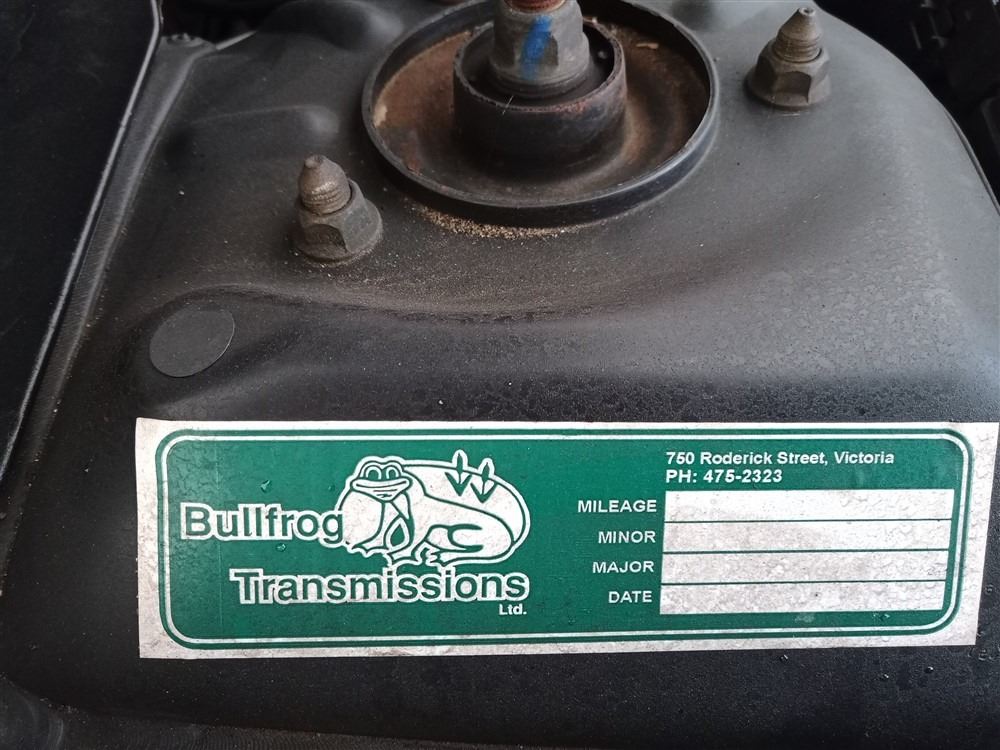 Bullfrog
Transmissions
Ltd.
750 Roderick Street, Victoria
PH: 475-2323
MILEAGE
MINOR
MAJOR
DATE